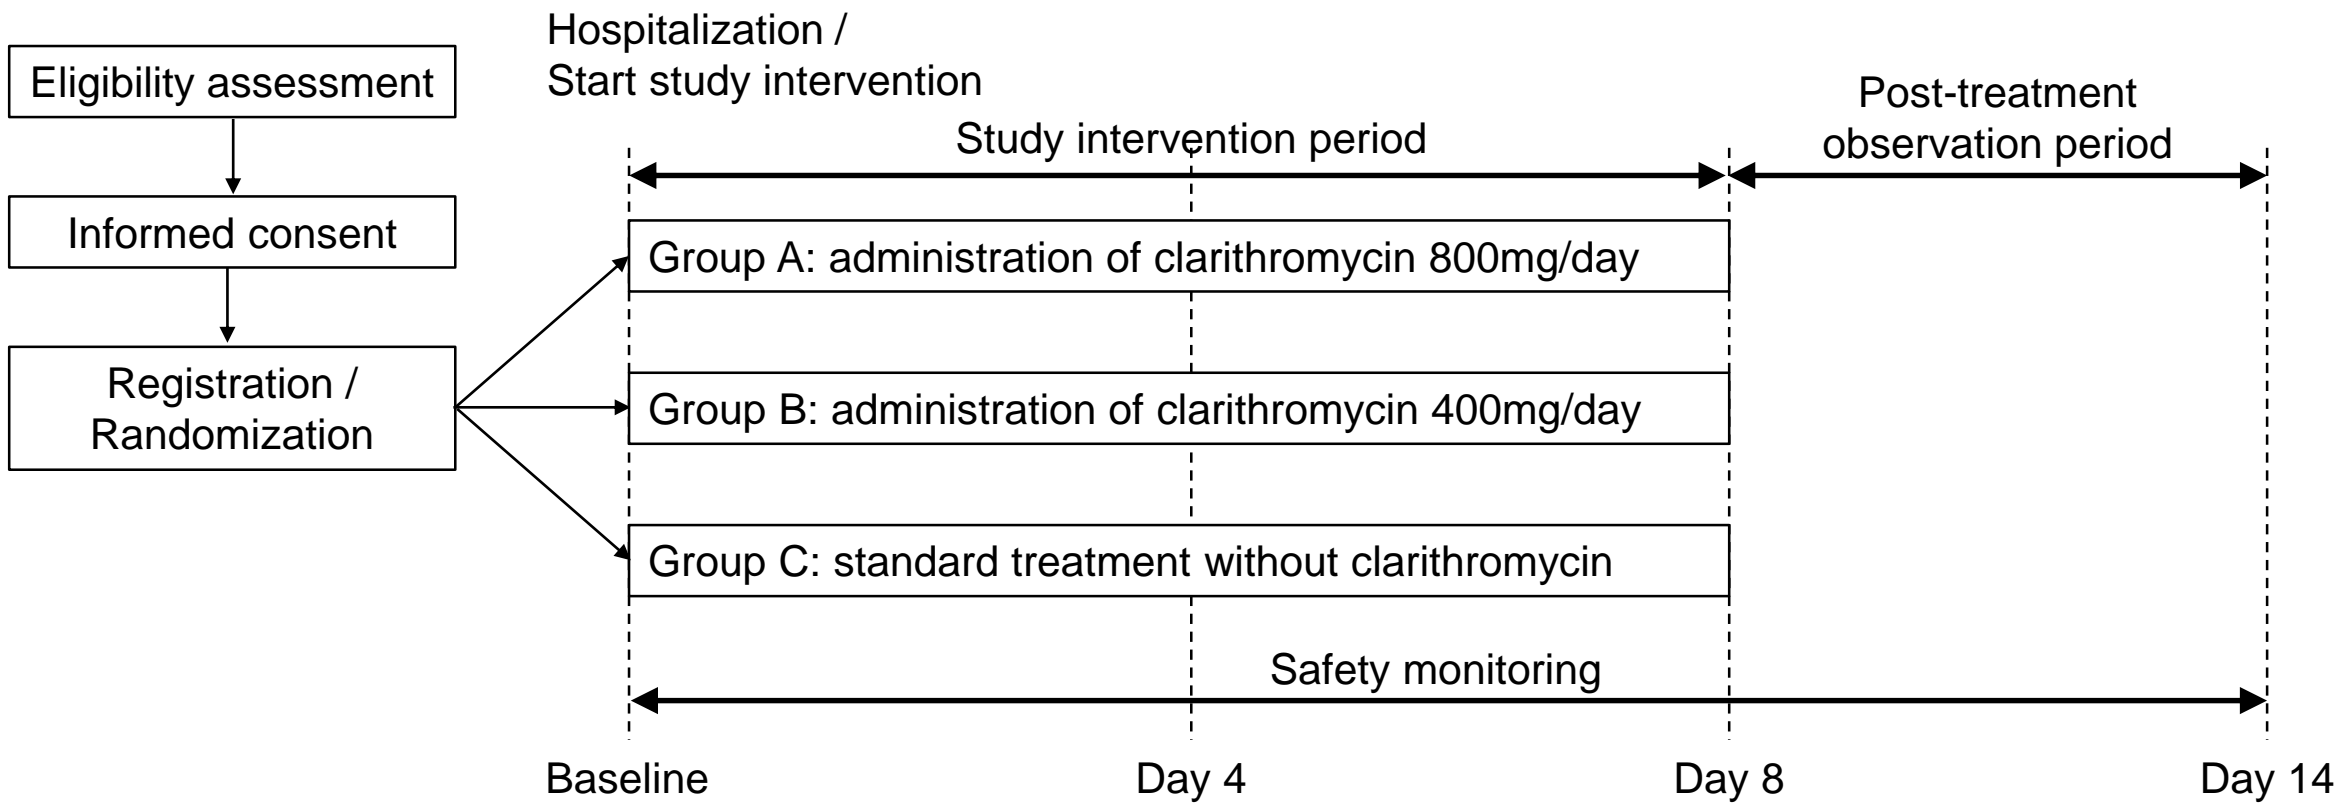 Eligibility assessment
Informed consent
Registration /
Randomization
Hospitalization /
Start study intervention
Study intervention period
Post-treatment
observation period
Group A: administration of clarithromycin 800mg/day
Group B: administration of clarithromycin 400mg/day
Group C: standard treatment without clarithromycin
Safety monitoring
Baseline
Day 4
Day 8
Day 14